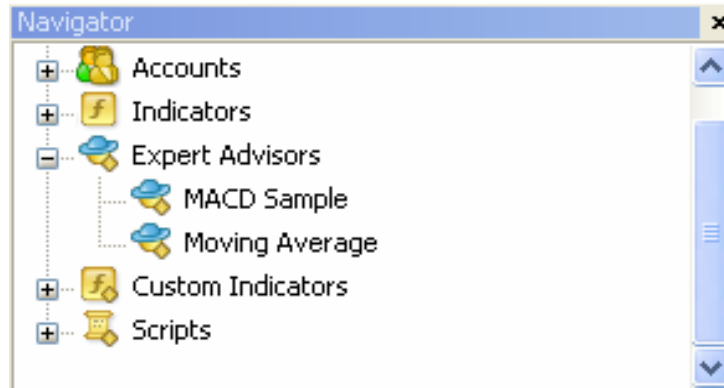 Navigator
Accounts
Indicators
Expert Advisors
MACD Sample
Moving Average
Custom Indicators
Scripts